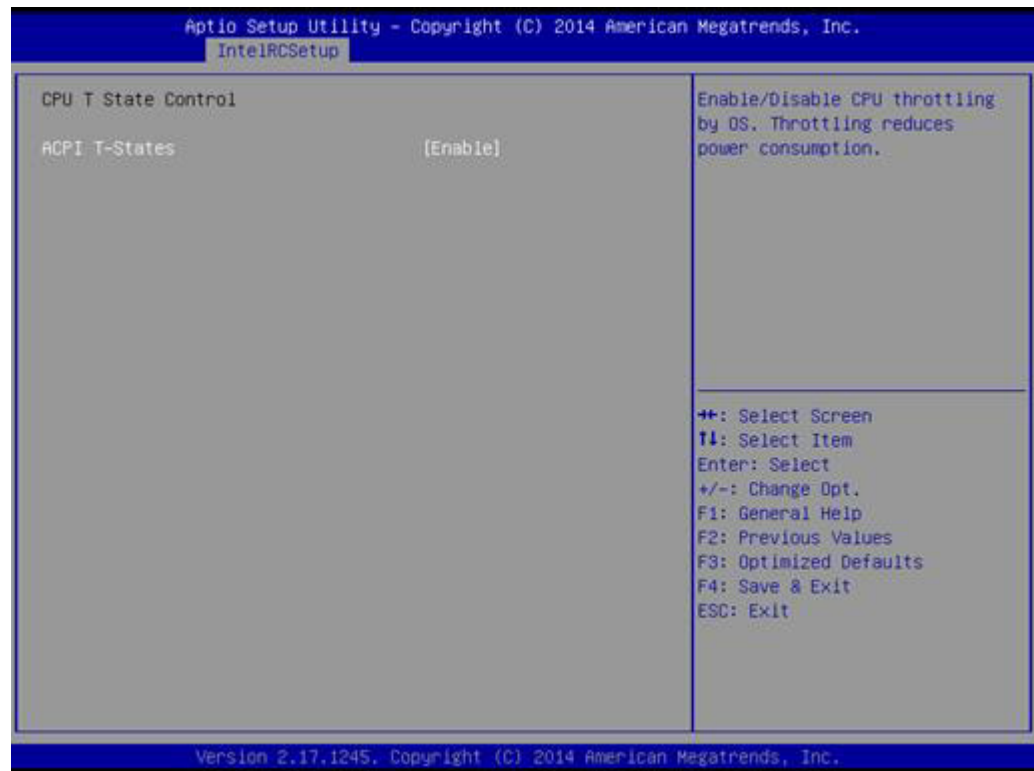 Aptio Setup Utility - Copyright (C) 2014 American Megatrends, Inc.
IntelRCSetup
CPU T State Control
ACPI T-States [Enable]
Enable/Disable CPU throttling
by OS. Throttling reduces
power consumption.
→←: Select Screen
↑↓: Select Item
Enter: Select
+/-: Change Opt.
F1: General Help
F2: Previous Values
F3: Optimized Defaults
F4: Save & Exit
ESC: Exit
Version 2.17.1245. Copyright (C) 2014 American Megatrends, Inc.